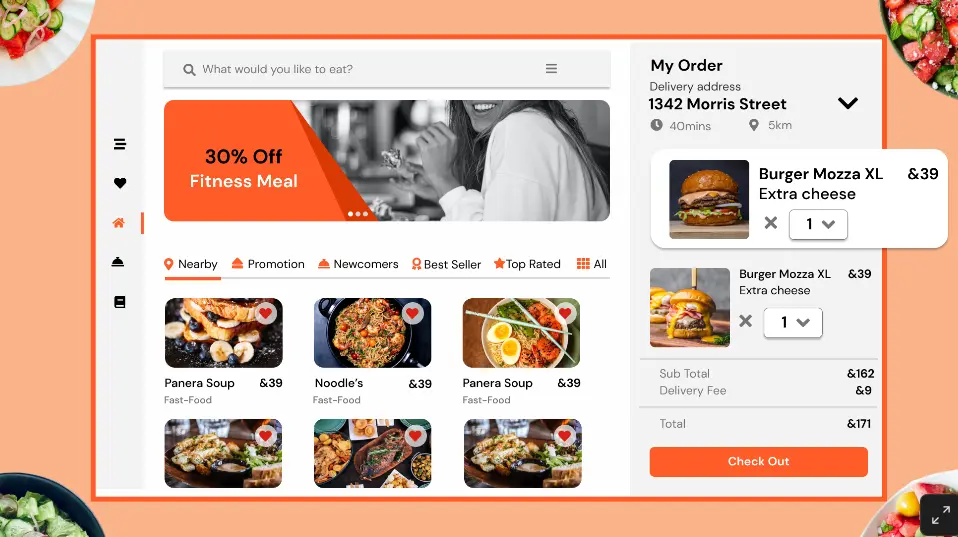 What would you like to eat?
30% Off
Fitness Meal
Nearby
Promotion
Newcomers
Best Seller
Top Rated
All
Panera Soup &39
Fast-Food
Noodle’s &39
Fast-Food
Panera Soup &39
Fast-Food
My Order
Delivery address
1342 Morris Street
40mins 5km
Burger Mozza XL &39
Extra cheese
1
Burger Mozza XL &39
Extra cheese
1
Sub Total &162
Delivery Fee &9
Total &171
Check Out